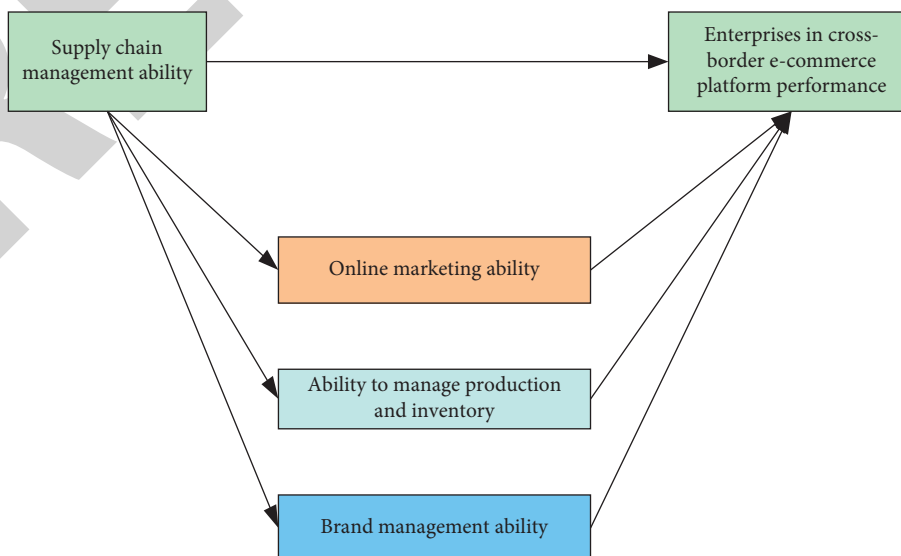 Supply chain
management ability
Enterprises in cross-
border e-commerce
platform performance
Online marketing ability
Ability to manage production
and inventory
Brand management ability